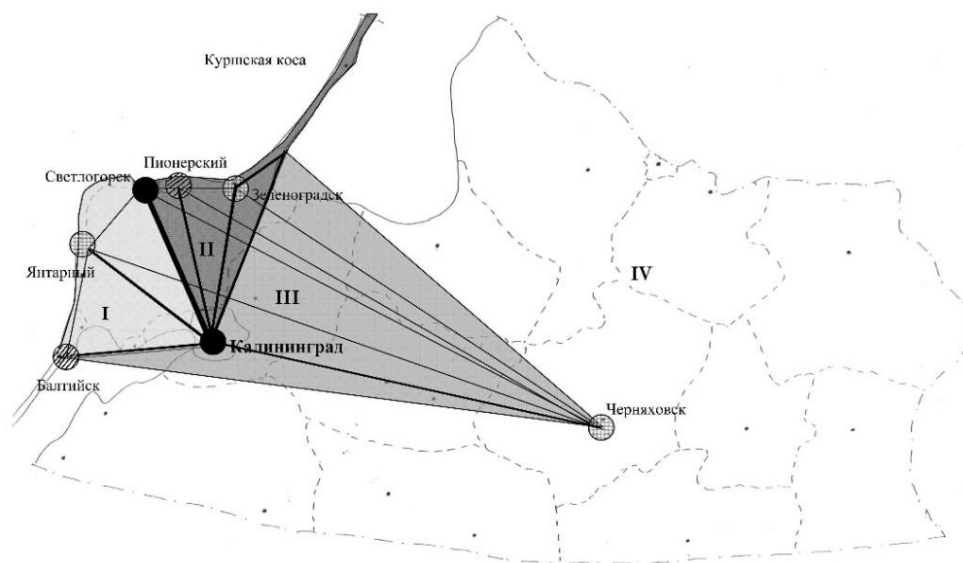 Куршская коса
Пионерский
Светлогорск
Зеленоградск
II
Янтарный
IV
III
I
Калининград
Балтийск
Черняховск